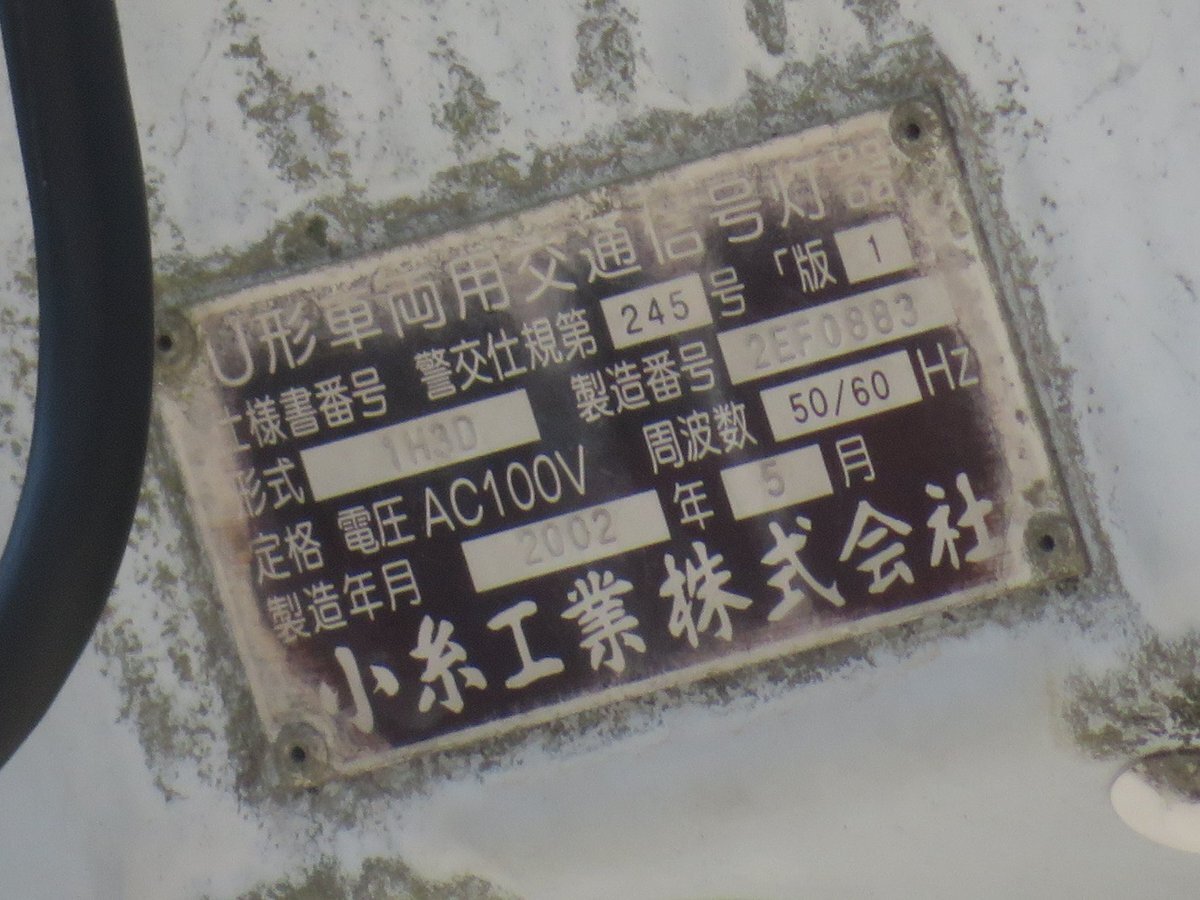 U形車両用交通信号灯器
仕様書番号 警交仕規第 245 号 「版 1
形式 1H3D 製造番号 2EF0883
定格 電圧 AC100V 周波数 50/60 Hz
製造年月 2002 年 5 月
小糸工業株式会社